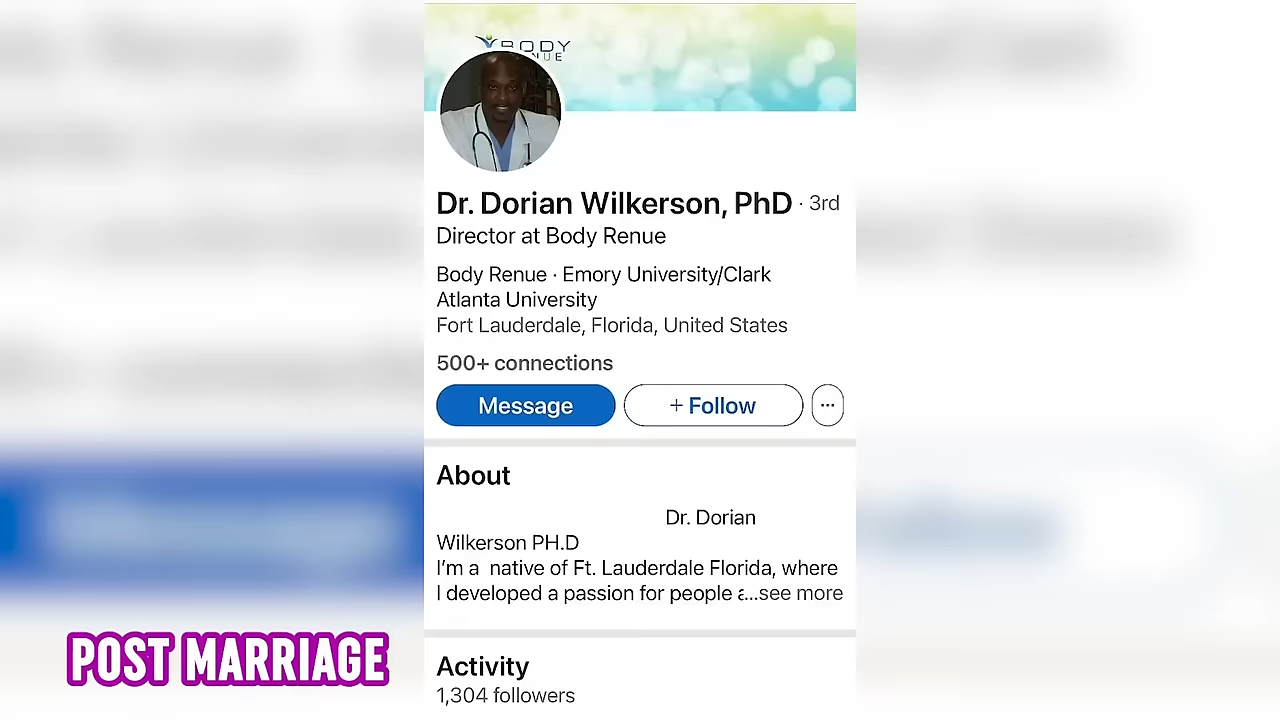 BODY
Dr. Dorian Wilkerson, PhD · 3rd
Director at Body Renue
Body Renue · Emory University/Clark
Atlanta University
Fort Lauderdale, Florida, United States
500+ connections
Message
+ Follow
...
About
Dr. Dorian
Wilkerson PH.D
I'm a native of Ft. Lauderdale Florida, where
I developed a passion for people a...see more
Activity
1,304 followers
POST MARRIAGE